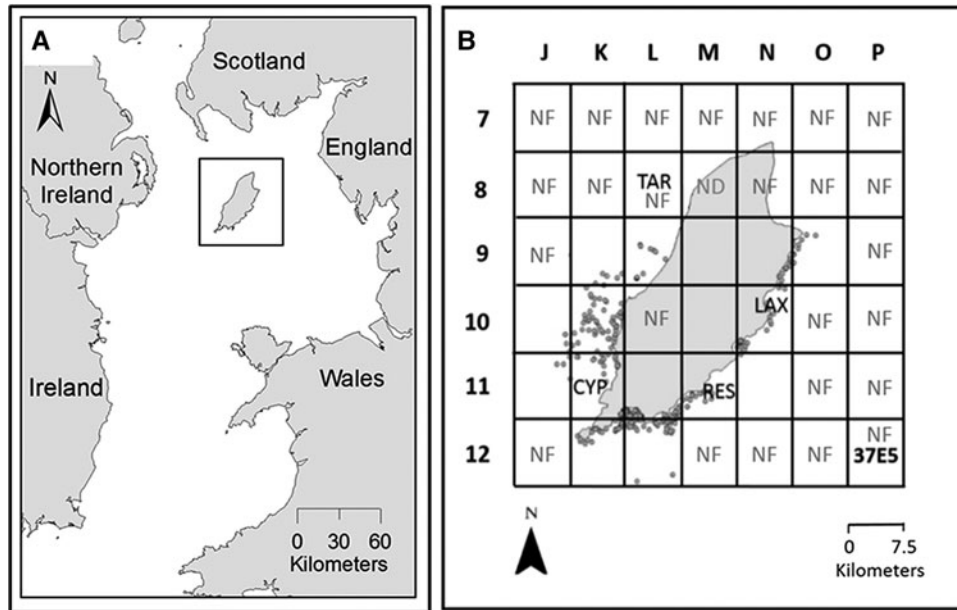 A
N
Scotland
England
Northern
Ireland
Ireland
Wales
0 30 60
Kilometers
B
J K L M N O P
7 NF NF NF NF NF NF NF
8 NF NF TAR ND NF NF NF
NF
9 NF NF
10 NF LAX NF NF
11 CYP RES NF NF
12 NF NF NF NF NF
37E5
N
0 7.5
Kilometers